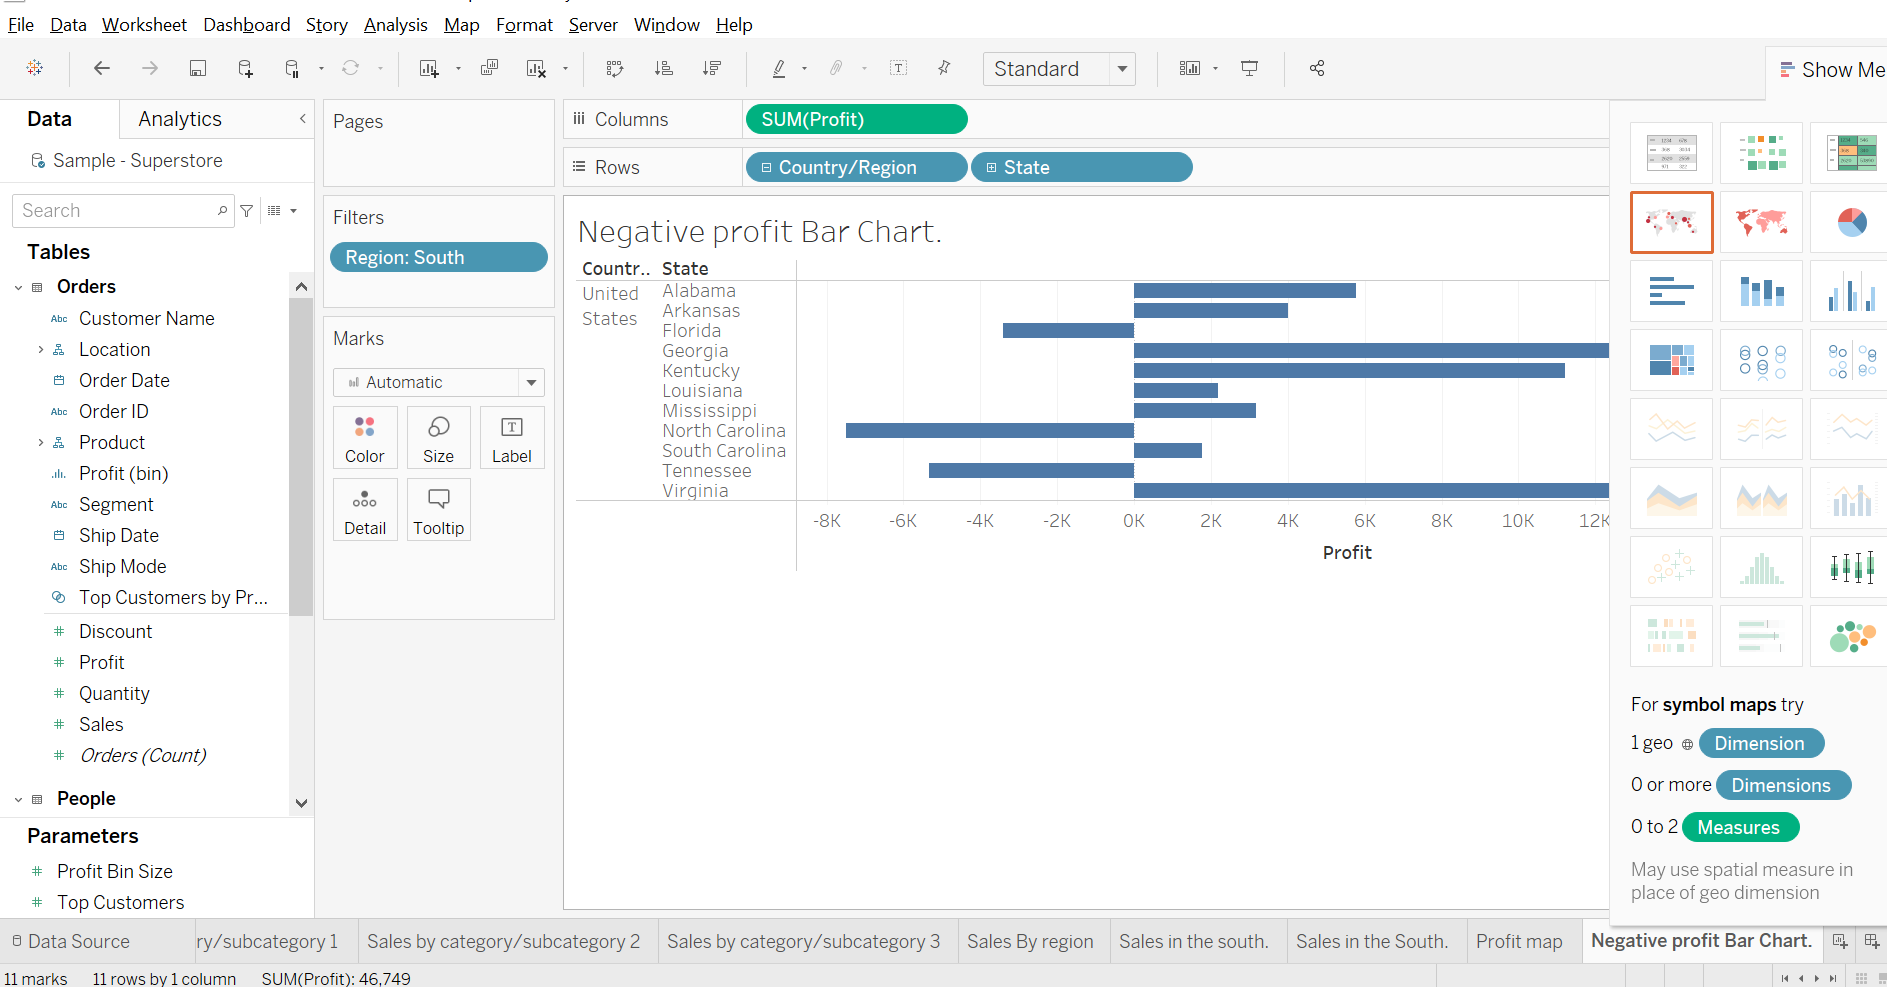 File Data Worksheet Dashboard Story Analysis Map Format Server Window Help
Standard
Show Me
Data Analytics
Sample - Superstore
Search
Tables
Orders
Abc Customer Name
Location
Order Date
Abc Order ID
Product
Profit (bin)
Abc Segment
Ship Date
Abc Ship Mode
Top Customers by Pr...
# Discount
# Profit
# Quantity
# Sales
# Orders (Count)
People
Parameters
# Profit Bin Size
# Top Customers
Pages
Filters
Region: South
Marks
Automatic
Color Size Label
Detail Tooltip
Columns SUM(Profit)
Rows Country/Region State
Negative profit Bar Chart.
Countr.. State
United
States
Alabama
Arkansas
Florida
Georgia
Kentucky
Louisiana
Mississippi
North Carolina
South Carolina
Tennessee
Virginia
-8K -6K -4K -2K 0K 2K 4K 6K 8K 10K 12K
Profit
For symbol maps try
1 geo Dimension
0 or more Dimensions
0 to 2 Measures
May use spatial measure in
place of geo dimension
Data Source ry/subcategory 1 Sales by category/subcategory 2 Sales by category/subcategory 3 Sales By region Sales in the south. Sales in the South. Profit map Negative profit Bar Chart.
11 marks 11 rows by 1 column SUM(Profit): 46,749